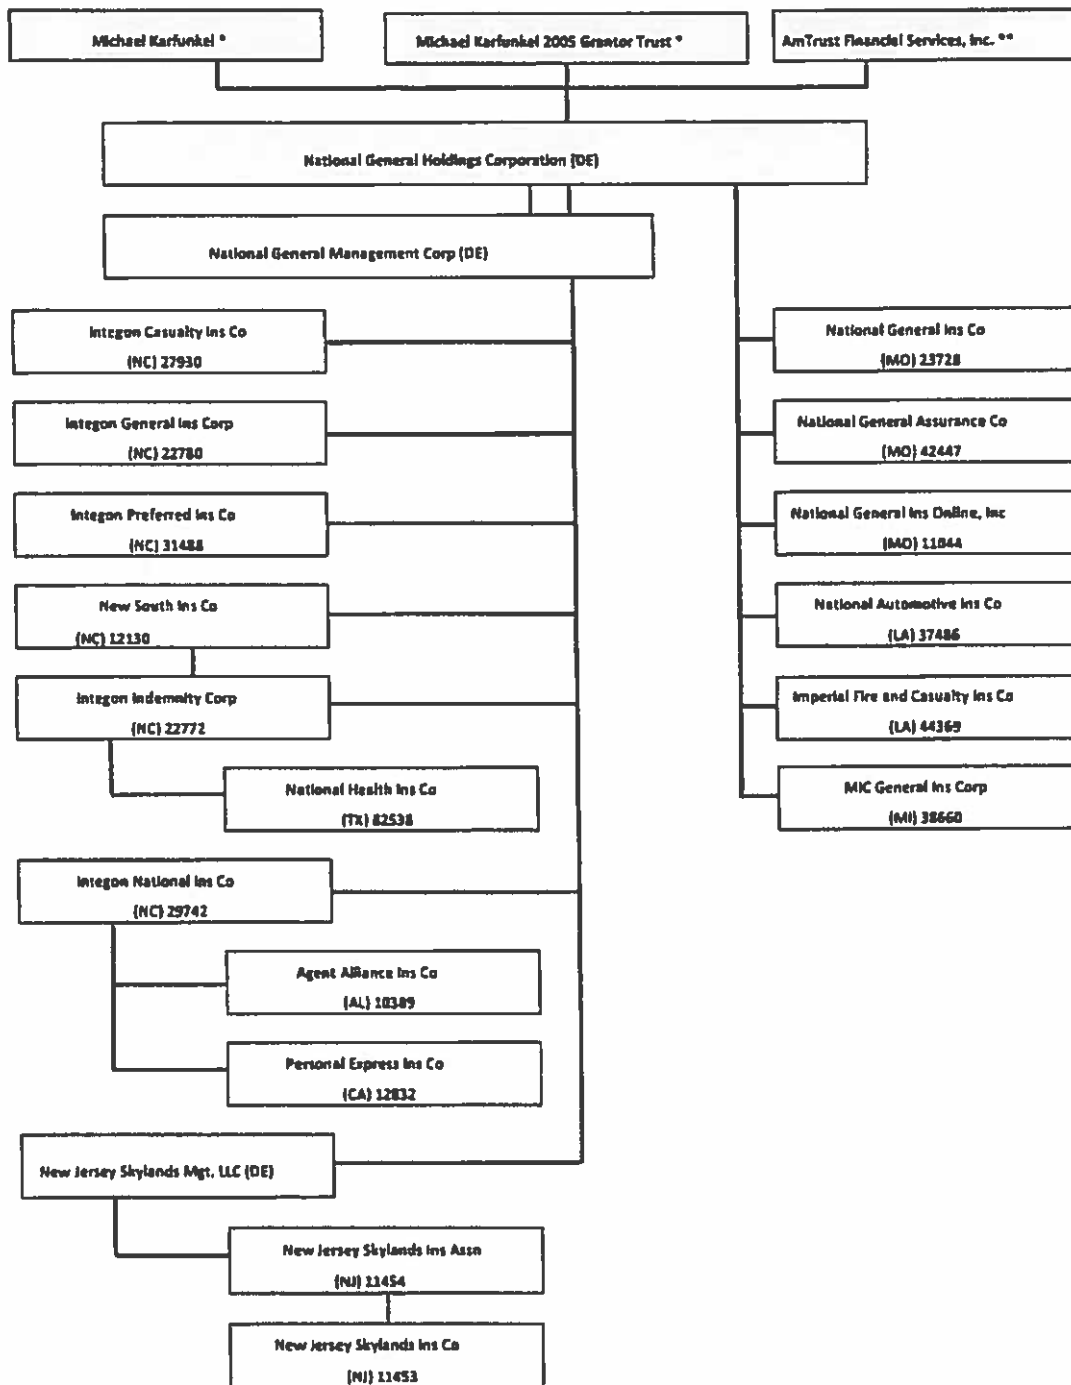 Michael Karfunkel *
Michael Karfunkel 2005 Grantor Trust *
AmTrust Financial Services, Inc. **
National General Holdings Corporation (DE)
National General Management Corp (DE)
Integon Casualty Ins Co
(NC) 27930
Integon General Ins Corp
(NC) 22780
Integon Preferred Ins Co
(NC) 31488
New South Ins Co
(NC) 12130
Integon Indemnity Corp
(NC) 22772
National Health Ins Co
(TX) 82538
Integon National Ins Co
(NC) 29742
Agent Alliance Ins Co
(AL) 10389
Personal Express Ins Co
(CA) 12832
New Jersey Skylands Mgt, LLC (DE)
New Jersey Skylands Ins Assn
(NJ) 11454
New Jersey Skylands Ins Co
(NJ) 11453
National General Ins Co
(MO) 23728
National General Assurance Co
(MO) 42447
National General Ins Online, Inc
(MO) 11044
National Automotive Ins Co
(LA) 37486
Imperial Fire and Casualty Ins Co
(LA) 44369
MIC General Ins Corp
(MI) 38660